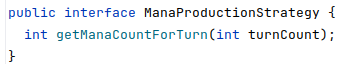 public interface ManaProductionStrategy {
  int getManaCountForTurn(int turnCount);
}